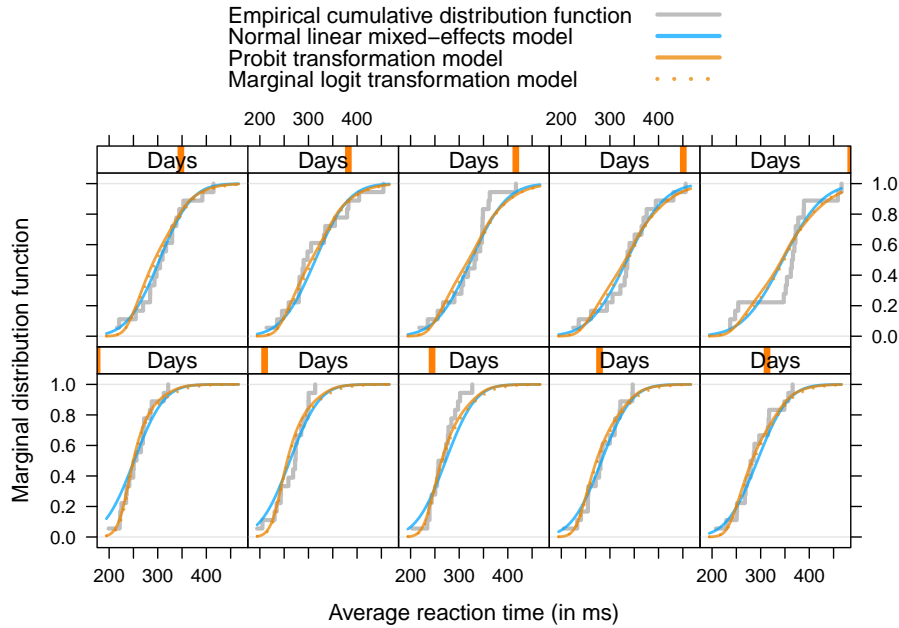 Empirical cumulative distribution function
Normal linear mixed−effects model
Probit transformation model
Marginal logit transformation model
200 300 400 200 300 400
Days Days Days Days Days
1.0
0.8
0.6
0.4
0.2
0.0
Marginal distribution function
Days Days Days Days Days
1.0
0.8
0.6
0.4
0.2
0.0
200 300 400 200 300 400 200 300 400
Average reaction time (in ms)